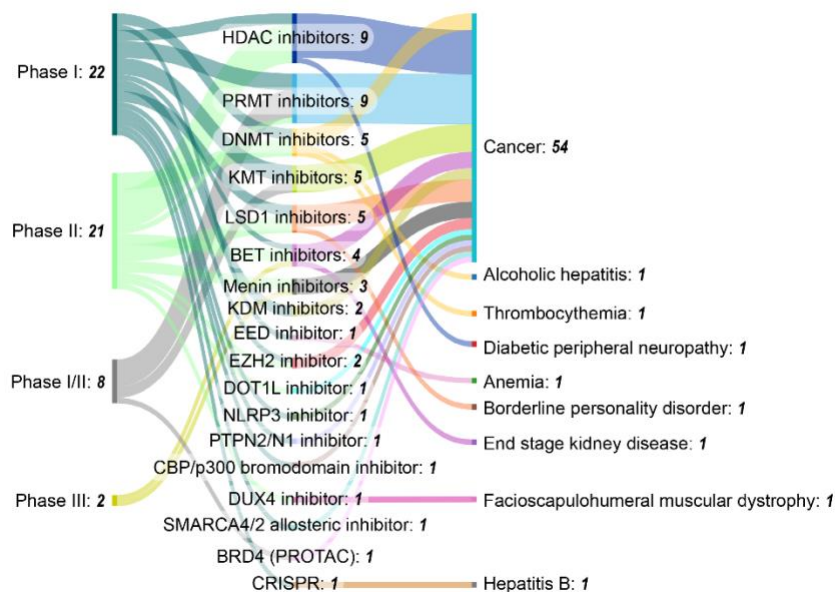 Phase I: 22
Phase II: 21
Phase I/II: 8
Phase III: 2
HDAC inhibitors: 9
PRMT inhibitors: 9
DNMT inhibitors: 5
KMT inhibitors: 5
LSD1 inhibitors: 5
BET inhibitors: 4
Menin inhibitors: 3
KDM inhibitors: 2
EED inhibitor: 1
EZH2 inhibitor: 2
DOT1L inhibitor: 1
NLRP3 inhibitor: 1
PTPN2/N1 inhibitor: 1
CBP/p300 bromodomain inhibitor: 1
DUX4 inhibitor: 1
SMARCA4/2 allosteric inhibitor: 1
BRD4 (PROTAC): 1
CRISPR: 1
Cancer: 54
Alcoholic hepatitis: 1
Thrombocythemia: 1
Diabetic peripheral neuropathy: 1
Anemia: 1
Borderline personality disorder: 1
End stage kidney disease: 1
Facioscapulohumeral muscular dystrophy: 1
Hepatitis B: 1